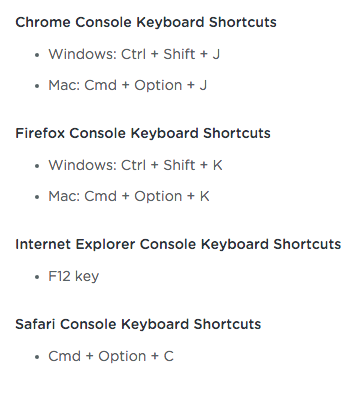 Chrome Console Keyboard Shortcuts
• Windows: Ctrl + Shift + J
• Mac: Cmd + Option + J
Firefox Console Keyboard Shortcuts
• Windows: Ctrl + Shift + K
• Mac: Cmd + Option + K
Internet Explorer Console Keyboard Shortcuts
• F12 key
Safari Console Keyboard Shortcuts
• Cmd + Option + C